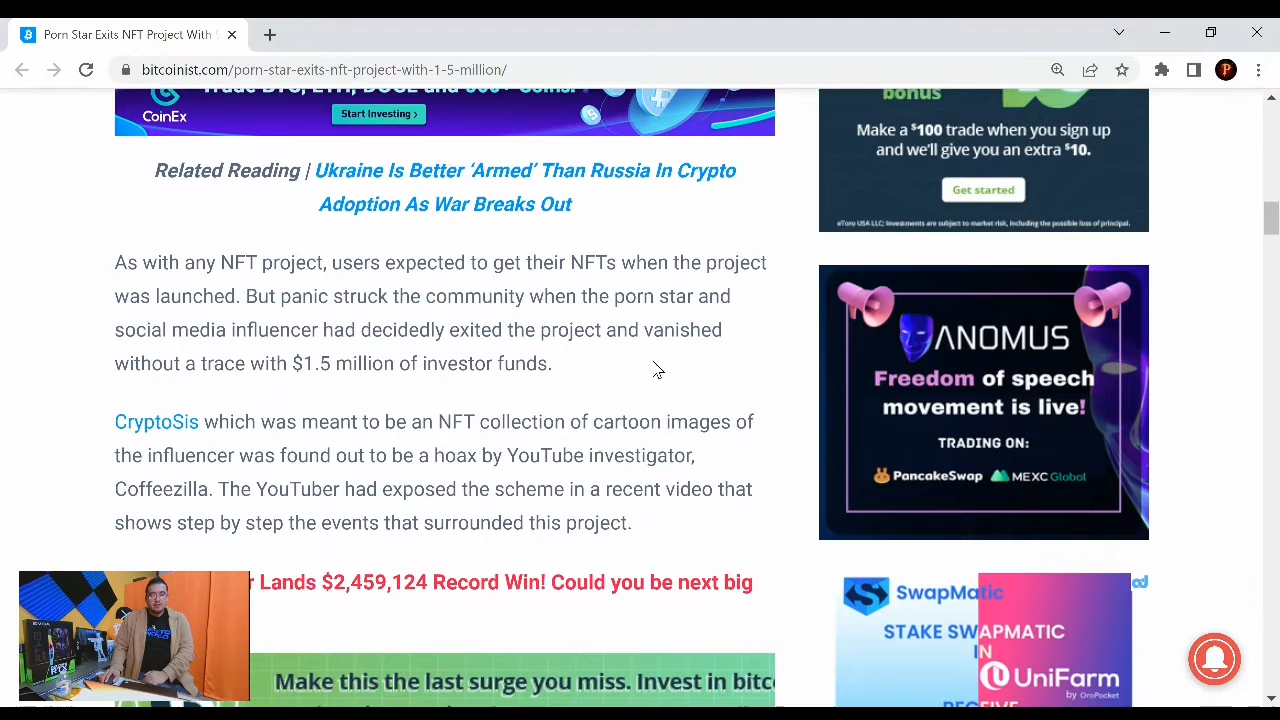 Porn Star Exits NFT Project With
bitcoinist.com/porn-star-exits-nft-project-with-1-5-million/
P
Trade BTC, ETH, DOGE and
CoinEx
Start Investing >
Related Reading | Ukraine Is Better ‘Armed’ Than Russia In Crypto
Adoption As War Breaks Out
As with any NFT project, users expected to get their NFTs when the project
was launched. But panic struck the community when the porn star and
social media influencer had decidedly exited the project and vanished
without a trace with $1.5 million of investor funds.
CryptoSis which was meant to be an NFT collection of cartoon images of
the influencer was found out to be a hoax by YouTube investigator,
Coffeezilla. The YouTuber had exposed the scheme in a recent video that
shows step by step the events that surrounded this project.
r Lands $2,459,124 Record Win! Could you be next big
EVGA
Make this the last surge you miss. Invest in bitc
bonus
Make a $100 trade when you sign up
and we'll give you an extra $10.
Get started
eToro USA LLC; Investments are subject to market risk, including the possible loss of principal.
ANOMUS
Freedom of speech
movement is live!
TRADING ON:
PancakeSwap MEXC Global
ad
SwapMatic
STAKE SWAPMATIC
IN
UniFarm
by OroPocket